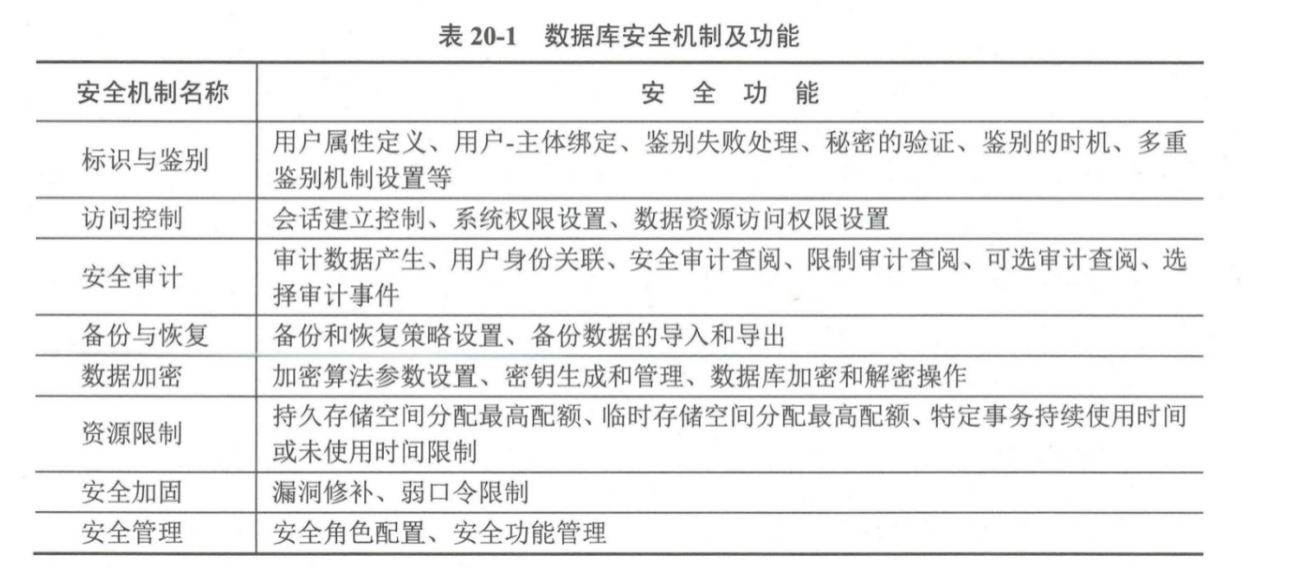 表 20-1 数据库安全机制及功能
安全机制名称 安 全 功 能
标识与鉴别 用户属性定义、用户-主体绑定、鉴别失败处理、秘密的验证、鉴别的时机、多重
鉴别机制设置等
访问控制 会话建立控制、系统权限设置、数据资源访问权限设置
安全审计 审计数据产生、用户身份关联、安全审计查阅、限制审计查阅、可选审计查阅、选
择审计事件
备份与恢复 备份和恢复策略设置、备份数据的导入和导出
数据加密 加密算法参数设置、密钥生成和管理、数据库加密和解密操作
资源限制 持久存储空间分配最高配额、临时存储空间分配最高配额、特定事务持续使用时间
或未使用时间限制
安全加固 漏洞修补、弱口令限制
安全管理 安全角色配置、安全功能管理